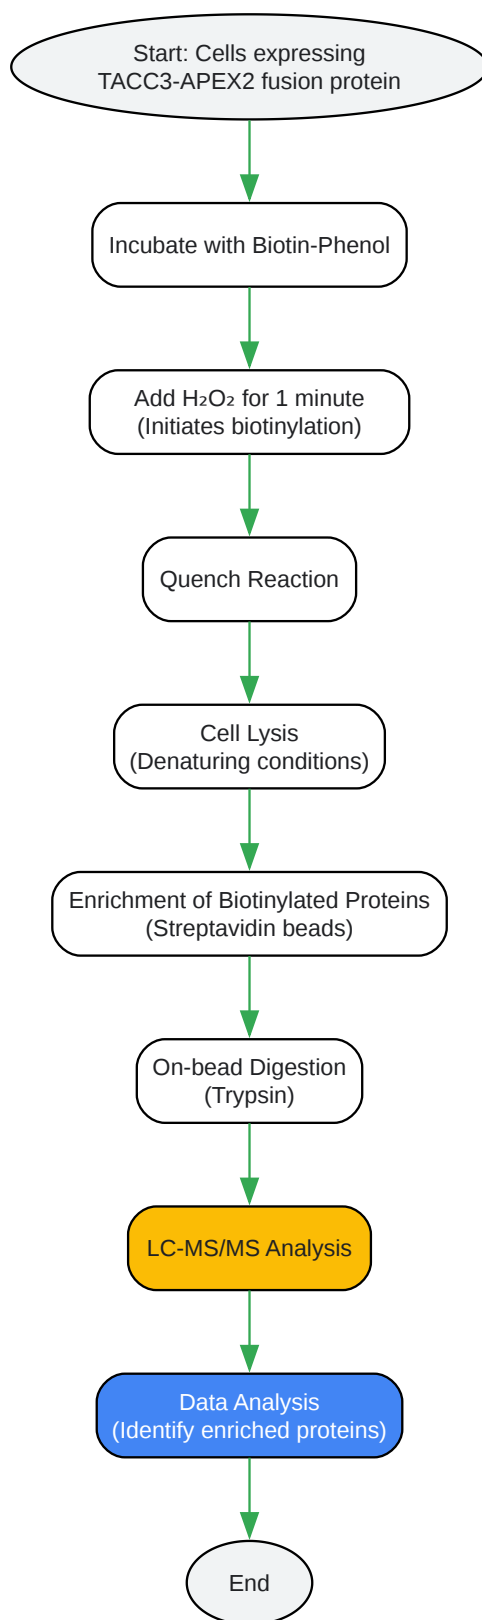 Start: Cells expressing
TACC3-APEX2 fusion protein
Incubate with Biotin-Phenol
Add H₂O₂ for 1 minute
(Initiates biotinylation)
Quench Reaction
Cell Lysis
(Denaturing conditions)
Enrichment of Biotinylated Proteins
(Streptavidin beads)
On-bead Digestion
(Trypsin)
LC-MS/MS Analysis
Data Analysis
(Identify enriched proteins)
End